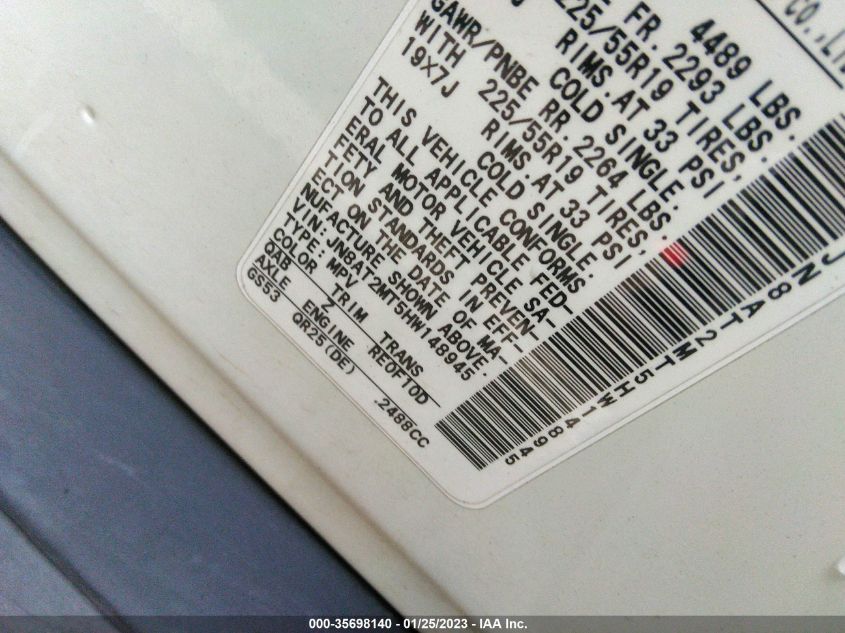 CO.,LTD
4489 LBS.
FR. 2293 LBS.
225/55R19 TIRES,
RIMS. AT 33 PSI
COLD SINGLE.
GAWR/PNBE RR. 2264 LBS.
WITH 225/55R19 TIRES,
19X7J RIMS. AT 33 PSI
COLD SINGLE.
THIS VEHICLE CONFORMS
TO ALL APPLICABLE FED-
ERAL MOTOR VEHICLE SA-
FETY AND THEFT PREVEN-
TION STANDARDS IN EFF-
ECT ON THE DATE OF MA-
NUFACTURE SHOWN ABOVE.
VIN: JN8AT2MT5HW148945
TYPE: MPV
COLOR TRIM TRANS
QAB Z RE0F10D
AXLE ENGINE
GS53 QR25(DE) .2488CC
JN8AT2MT5HW148945
000-35698140 - 01/25/2023 - IAA Inc.